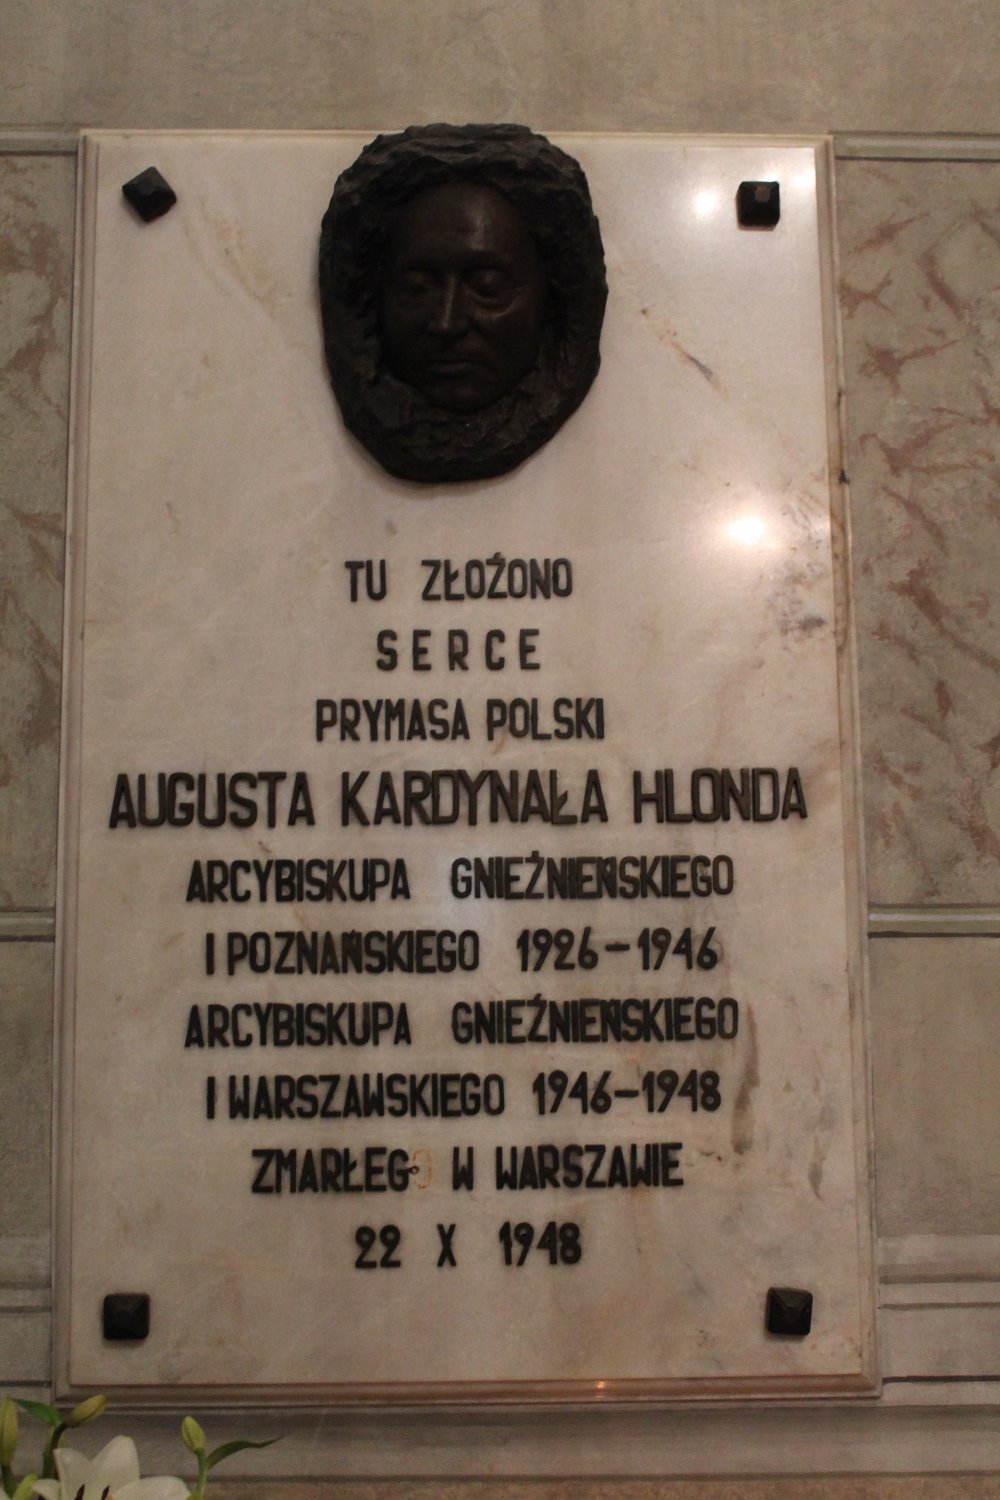 TU ZŁOŻONO
SERCE
PRYMASA POLSKI
AUGUSTA KARDYNAŁA HLONDA
ARCYBISKUPA GNIEŹNIEŃSKIEGO
I POZNAŃSKIEGO 1926-1946
ARCYBISKUPA GNIEŹNIEŃSKIEGO
I WARSZAWSKIEGO 1946-1948
ZMARŁEGO W WARSZAWIE
22 X 1948